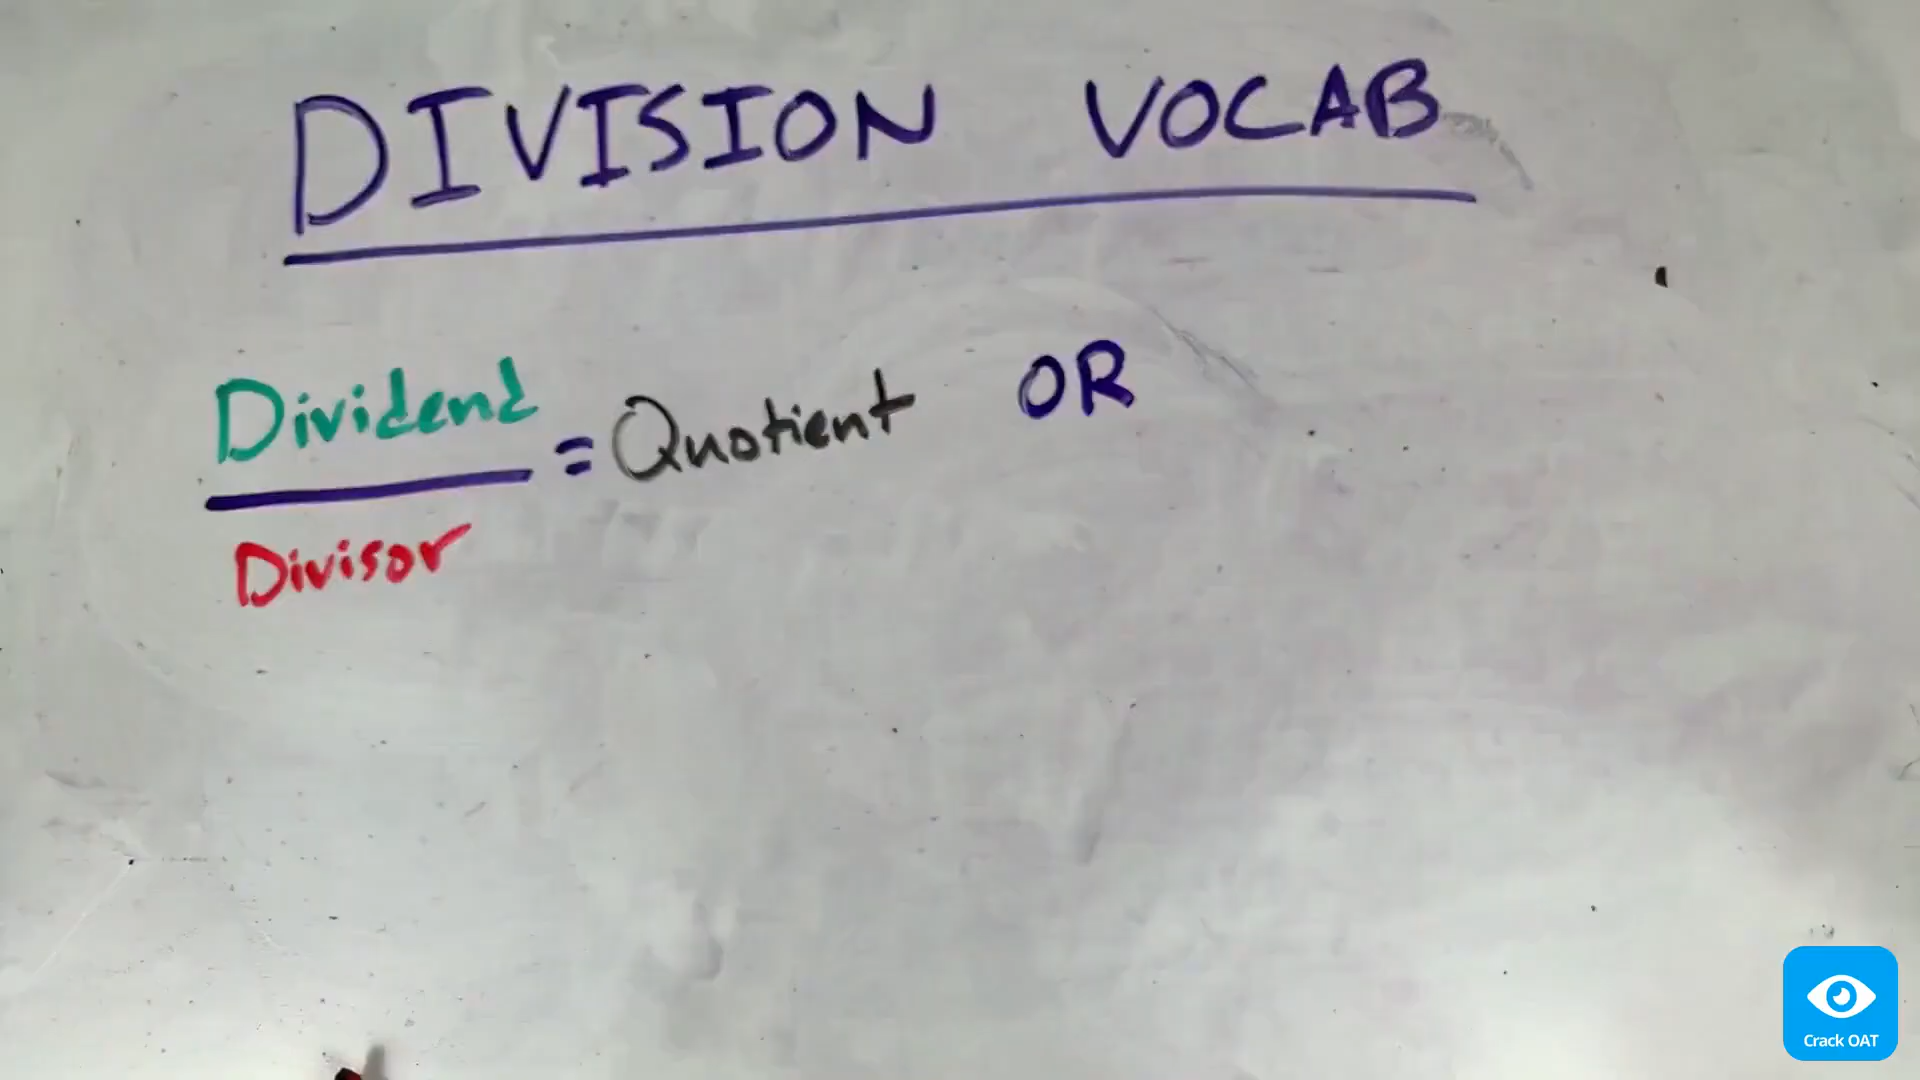 DIVISION VOCAB
Dividend
= Quotient OR
Divisor
Crack OAT